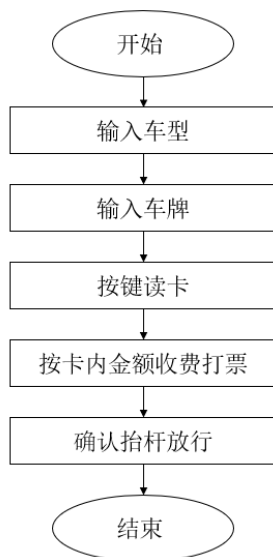 开始
输入车型
输入车牌
按键读卡
按卡内金额收费打票
确认抬杆放行
结束